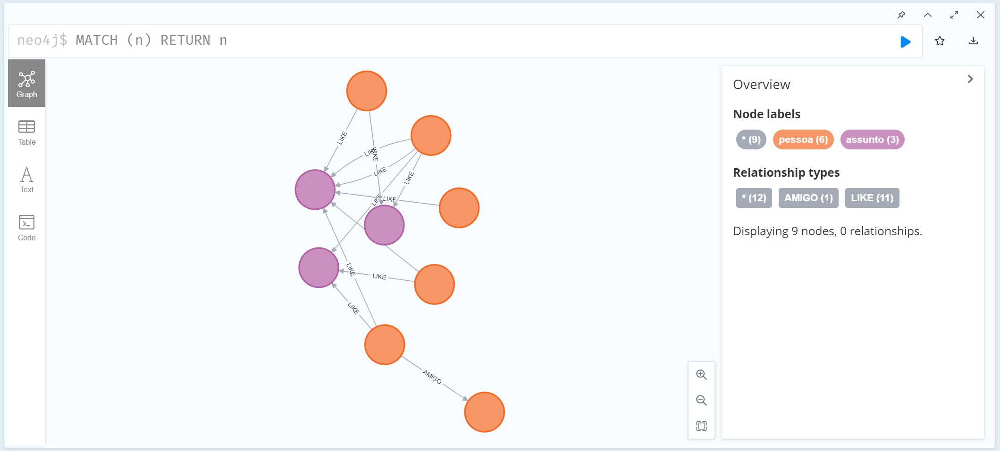 neo4j$ MATCH (n) RETURN n
Graph
Table
Text
Code
LIKE
LIKE
LIKE
LIKE
LIKE
LIKE
LIKE
LIKE
LIKE
LIKE
AMIGO
Overview
Node labels
* (9) pessoa (6) assunto (3)
Relationship types
* (12) AMIGO (1) LIKE (11)
Displaying 9 nodes, 0 relationships.